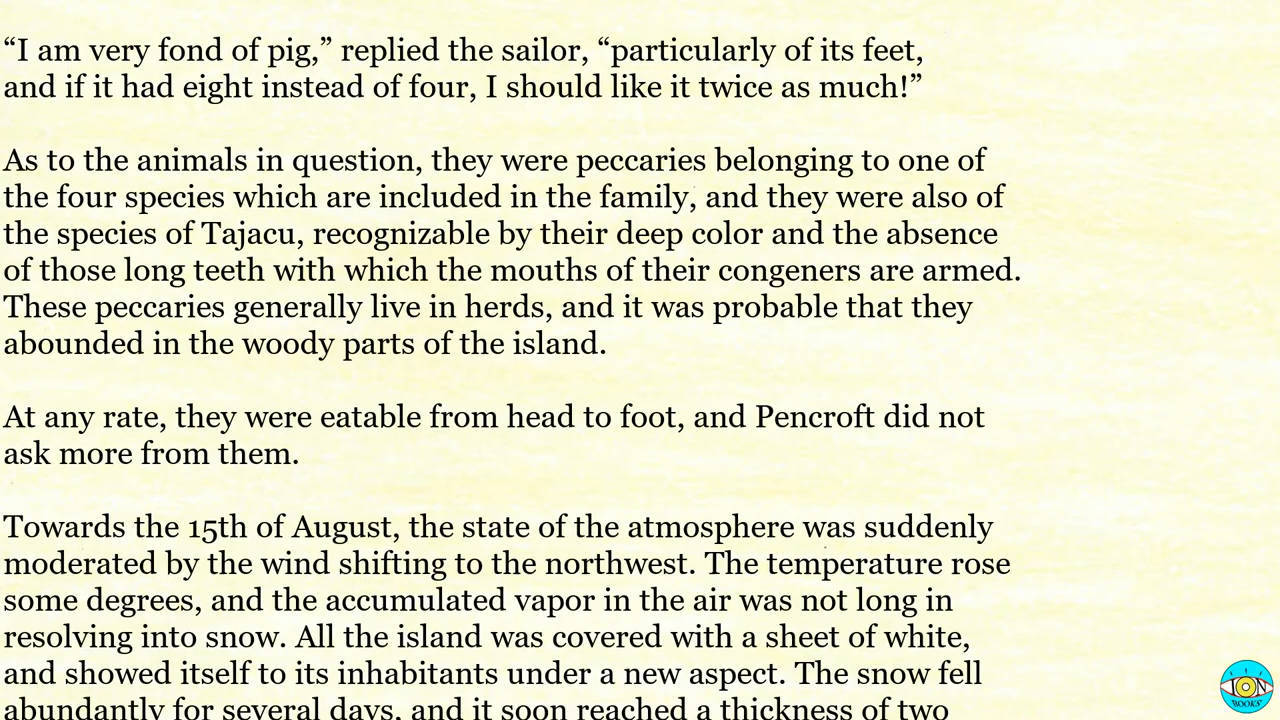 “I am very fond of pig,” replied the sailor, “particularly of its feet,
and if it had eight instead of four, I should like it twice as much!”
As to the animals in question, they were peccaries belonging to one of
the four species which are included in the family, and they were also of
the species of Tajacu, recognizable by their deep color and the absence
of those long teeth with which the mouths of their congeners are armed.
These peccaries generally live in herds, and it was probable that they
abounded in the woody parts of the island.
At any rate, they were eatable from head to foot, and Pencroft did not
ask more from them.
Towards the 15th of August, the state of the atmosphere was suddenly
moderated by the wind shifting to the northwest. The temperature rose
some degrees, and the accumulated vapor in the air was not long in
resolving into snow. All the island was covered with a sheet of white,
and showed itself to its inhabitants under a new aspect. The snow fell
abundantly for several days, and it soon reached a thickness of two
ION
BOOKS